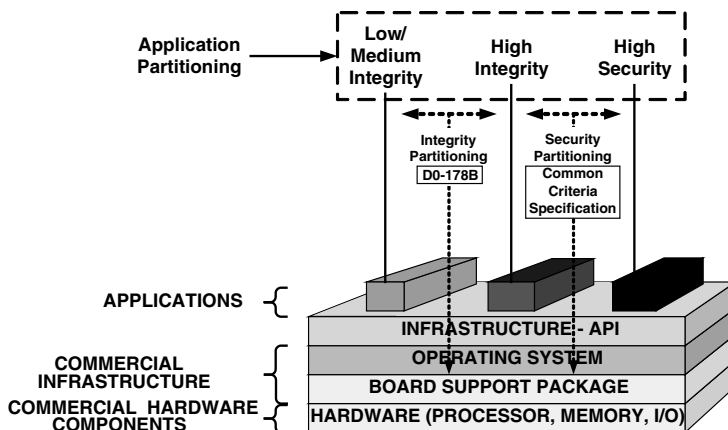 Application
Partitioning
Low/
Medium
Integrity
High
Integrity
High
Security
Integrity
Partitioning
D0-178B
Security
Partitioning
Common
Criteria
Specification
APPLICATIONS
INFRASTRUCTURE - API
COMMERCIAL
INFRASTRUCTURE
OPERATING SYSTEM
BOARD SUPPORT PACKAGE
COMMERCIAL HARDWARE
COMPONENTS
HARDWARE (PROCESSOR, MEMORY, I/O)